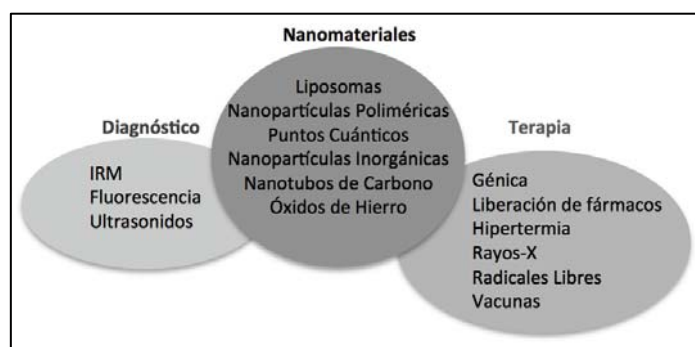 Nanomateriales
Liposomas
Nanopartículas Poliméricas
Puntos Cuánticos
Nanopartículas Inorgánicas
Nanotubos de Carbono
Óxidos de Hierro
Diagnóstico
IRM
Fluorescencia
Ultrasonidos
Terapia
Génica
Liberación de fármacos
Hipertermia
Rayos-X
Radicales Libres
Vacunas